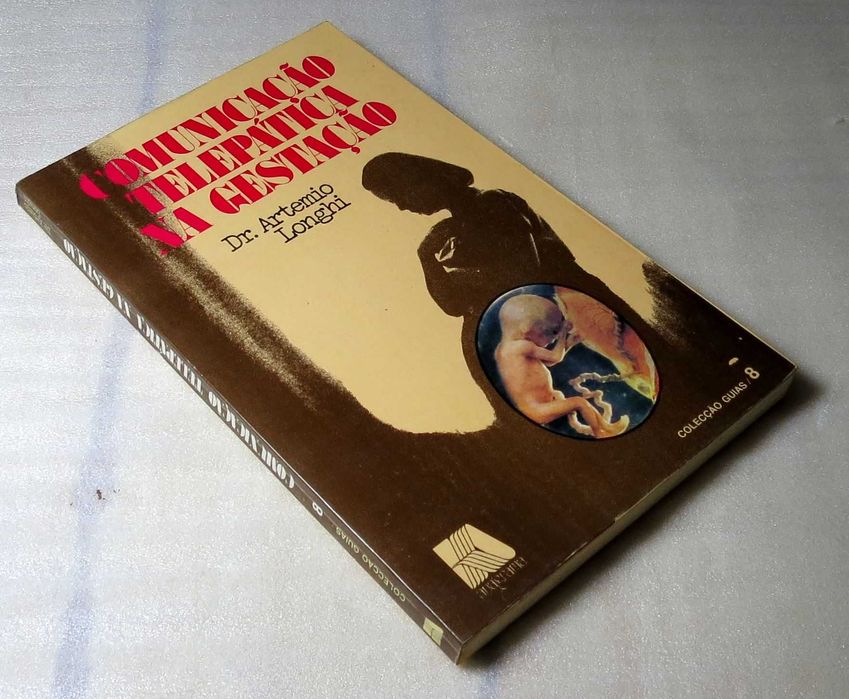 COMUNICAÇÃO
TELEPÁTICA
NA GESTAÇÃO
Dr. Artemio
Longhi
COLECÇÃO GUIAS / 8
COMUNICAÇÃO TELEPÁTICA NA GESTAÇÃO
8
COLECÇÃO GUIAS